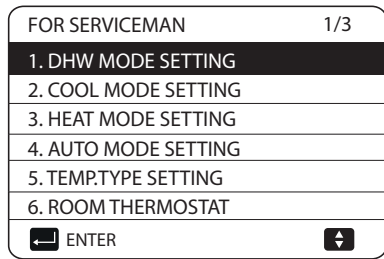 FOR SERVICEMAN 1/3
1. DHW MODE SETTING
2. COOL MODE SETTING
3. HEAT MODE SETTING
4. AUTO MODE SETTING
5. TEMP.TYPE SETTING
6. ROOM THERMOSTAT
ENTER